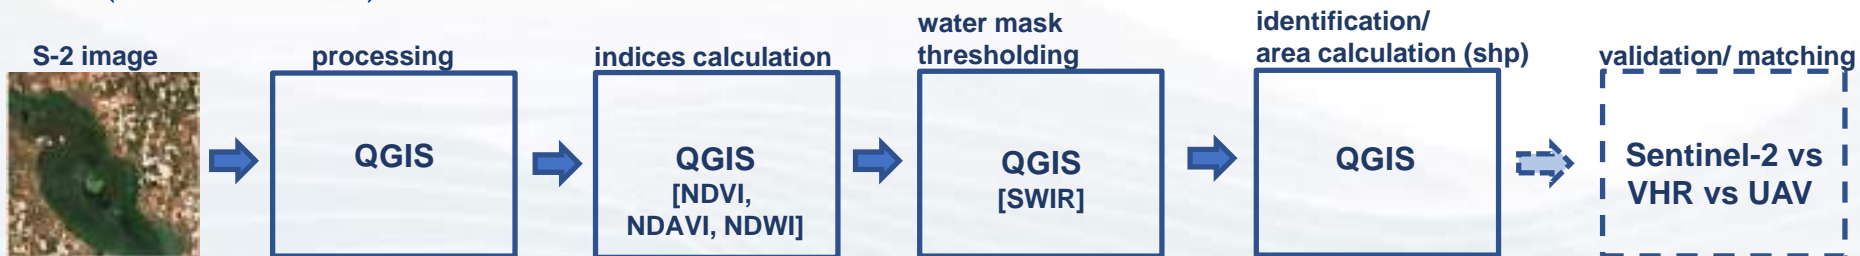 S-2 image
processing
QGIS
indices calculation
QGIS
[NDVI,
NDAVI, NDWI]
water mask
thresholding
QGIS
[SWIR]
identification/
area calculation (shp)
QGIS
validation/ matching
Sentinel-2 vs
VHR vs UAV